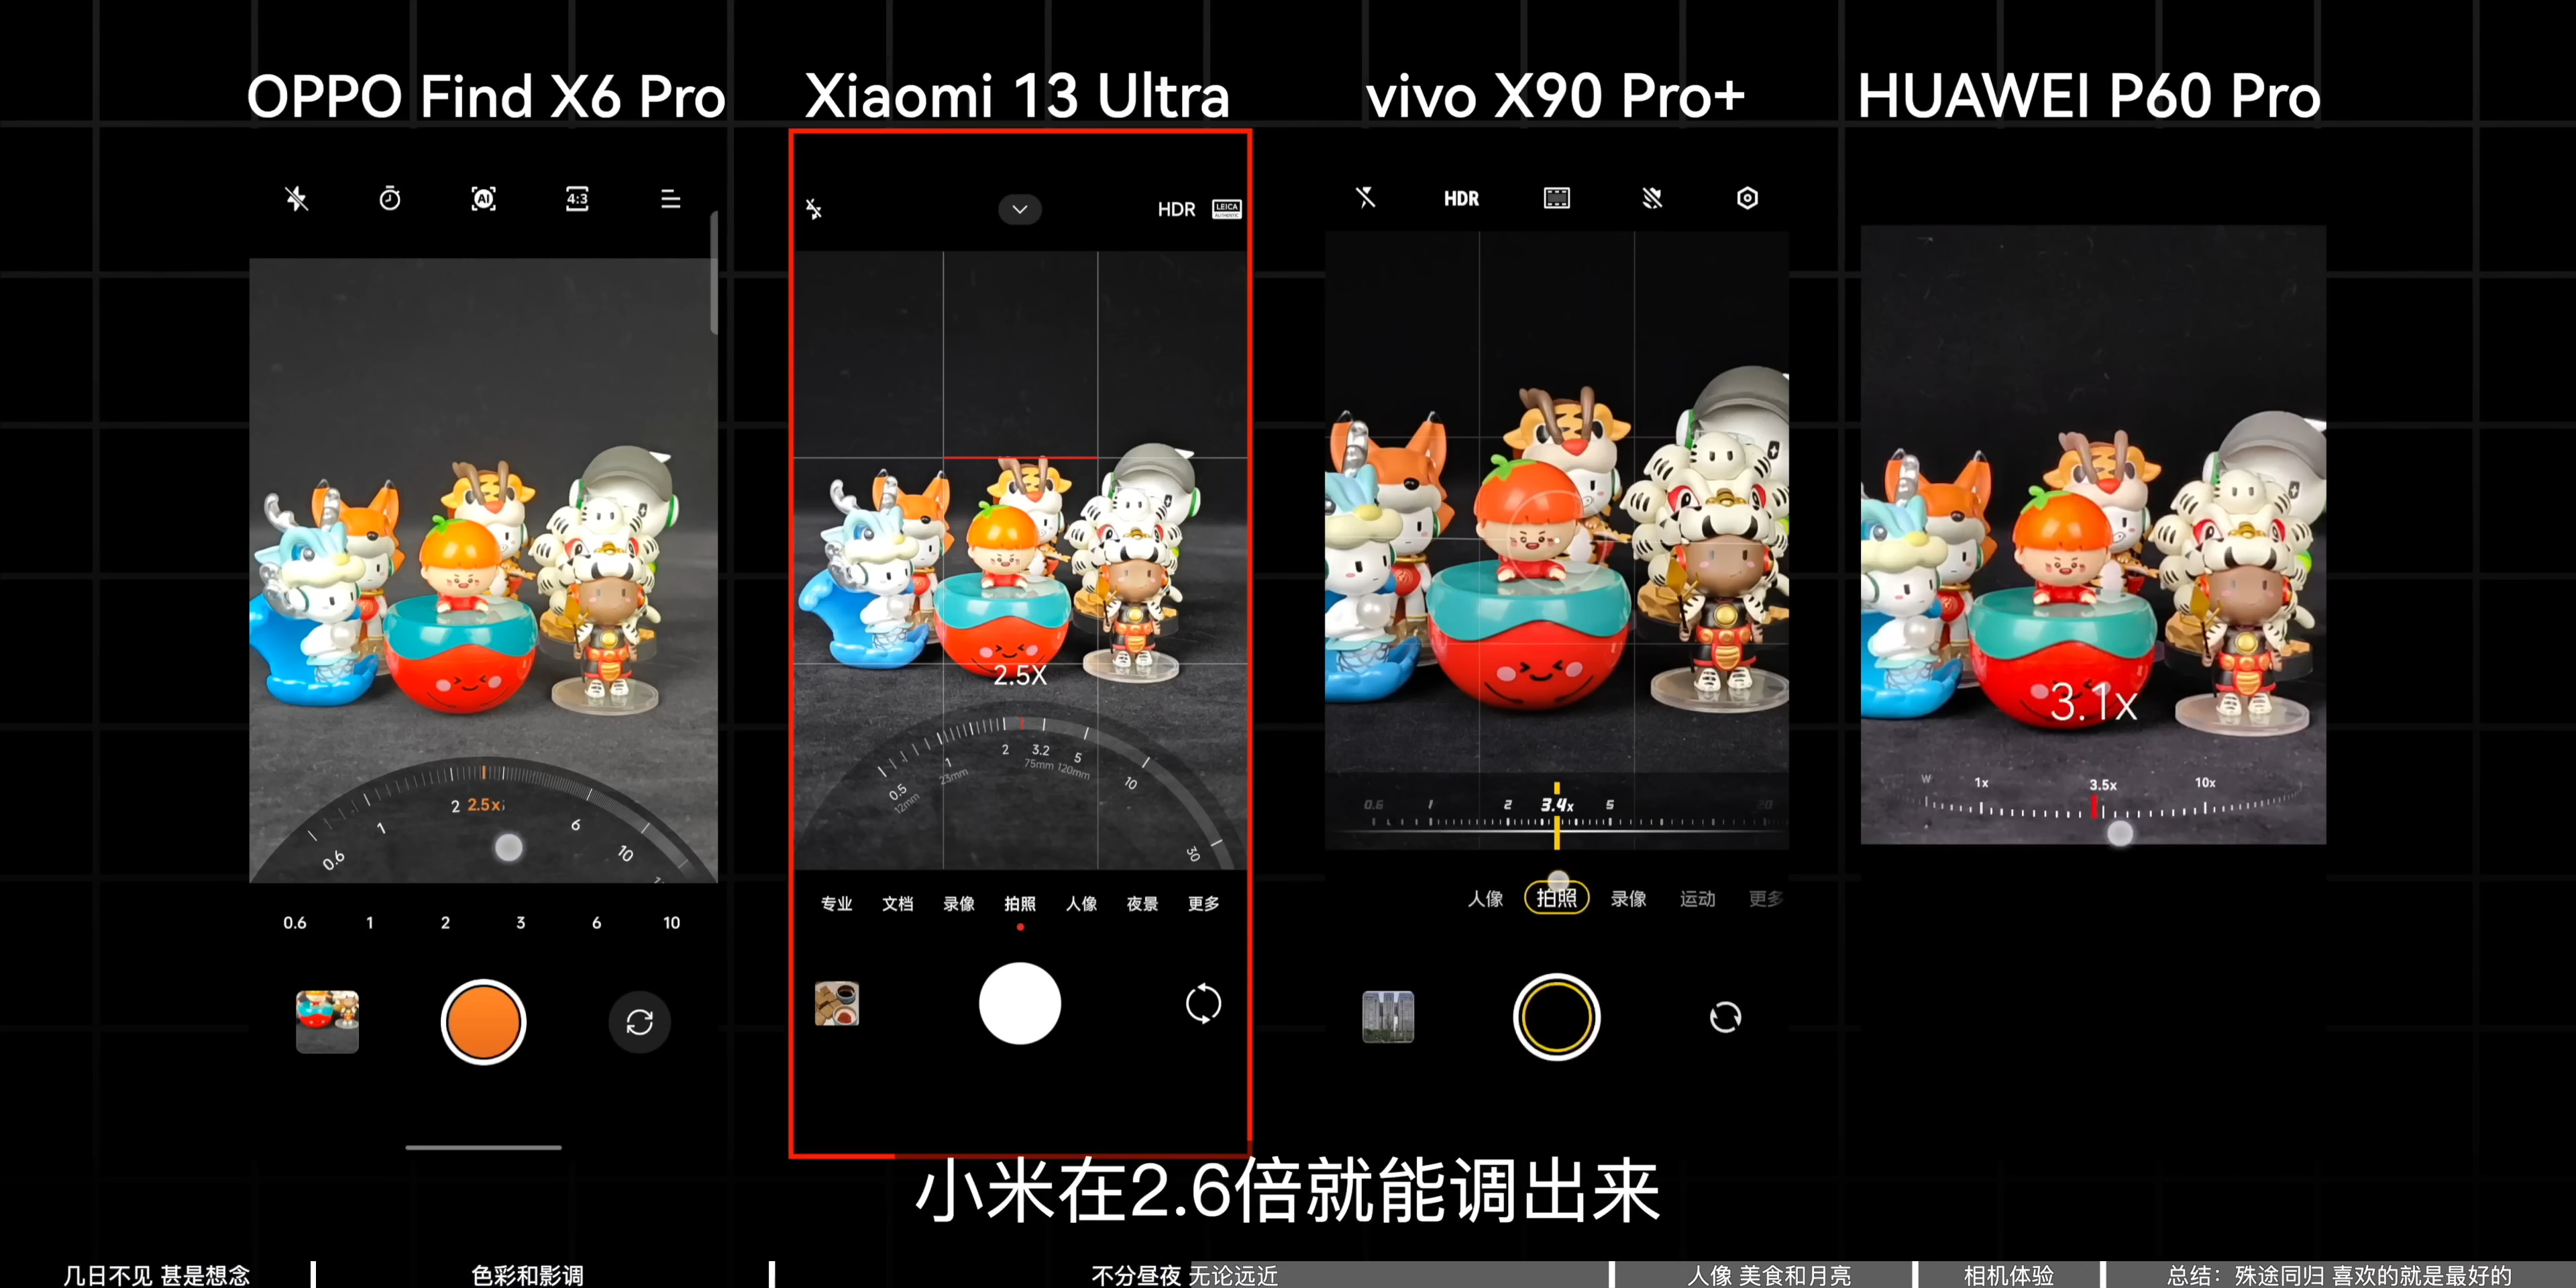 OPPO Find X6 Pro
Xiaomi 13 Ultra
vivo X90 Pro+
HUAWEI P60 Pro
AI
4:3
2 2.5x
0.6 1 6 10
0.6 1 2 3 6 10
HDR
LEICA
2.5X
0.5 1 2 3.2 5 10 30
12mm 23mm 75mm 120mm
专业 文档 录像 拍照 人像 夜景 更多
HDR
0.6 1 2 3.4x 5 20
人像 拍照 录像 运动 更多
3.1x
W 1x 3.5x 10x
小米在2.6倍就能调出来
几日不见 甚是想念
色彩和影调
不分昼夜 无论远近
人像 美食和月亮
相机体验
总结：殊途同归 喜欢的就是最好的